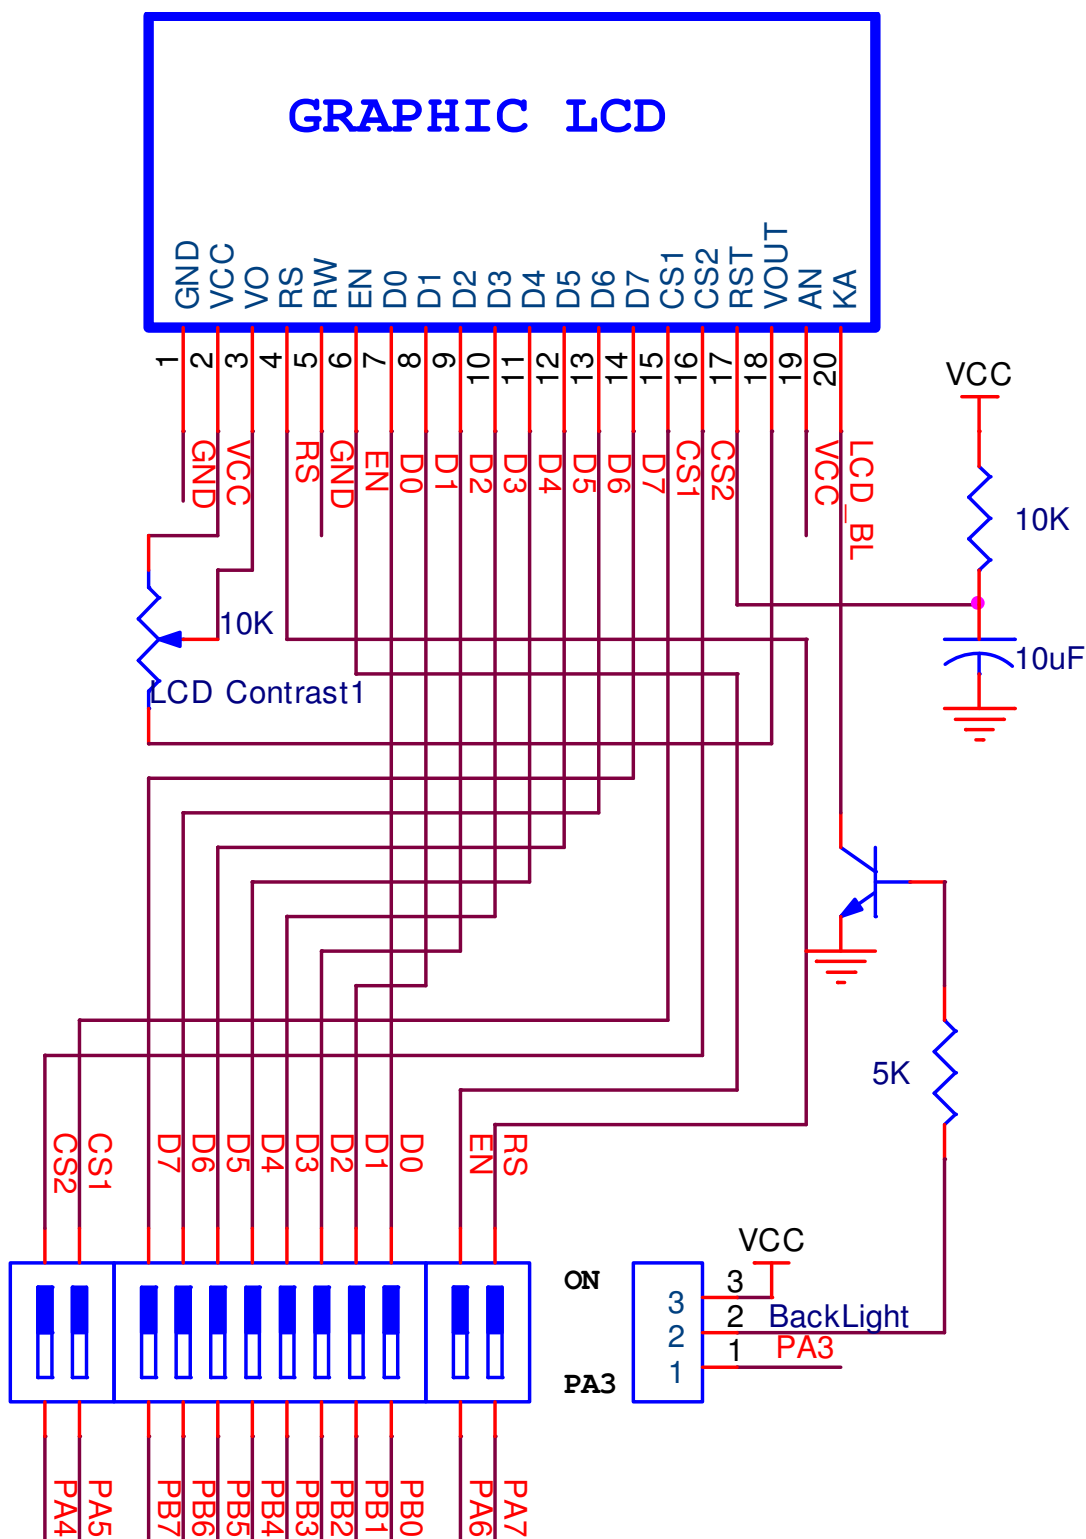 GRAPHIC LCD
GND VCC VO RS RW EN D0 D1 D2 D3 D4 D5 D6 D7 CS1 CS2 RST VOUT AN KA
1 2 3 4 5 6 7 8 9 10 11 12 13 14 15 16 17 18 19 20
VCC
GND VCC RS GND EN D0 D1 D2 D3 D4 D5 D6 D7 CS1 CS2 VCC LCD_BL
10K
10K
10uF
LCD Contrast1
5K
CS2 CS1 D7 D6 D5 D4 D3 D2 D1 D0 EN RS
VCC
ON
3 3
2 2 BackLight
1 1 PA3
PA3
PA4 PA5 PB7 PB6 PB5 PB4 PB3 PB2 PB1 PB0 PA6 PA7